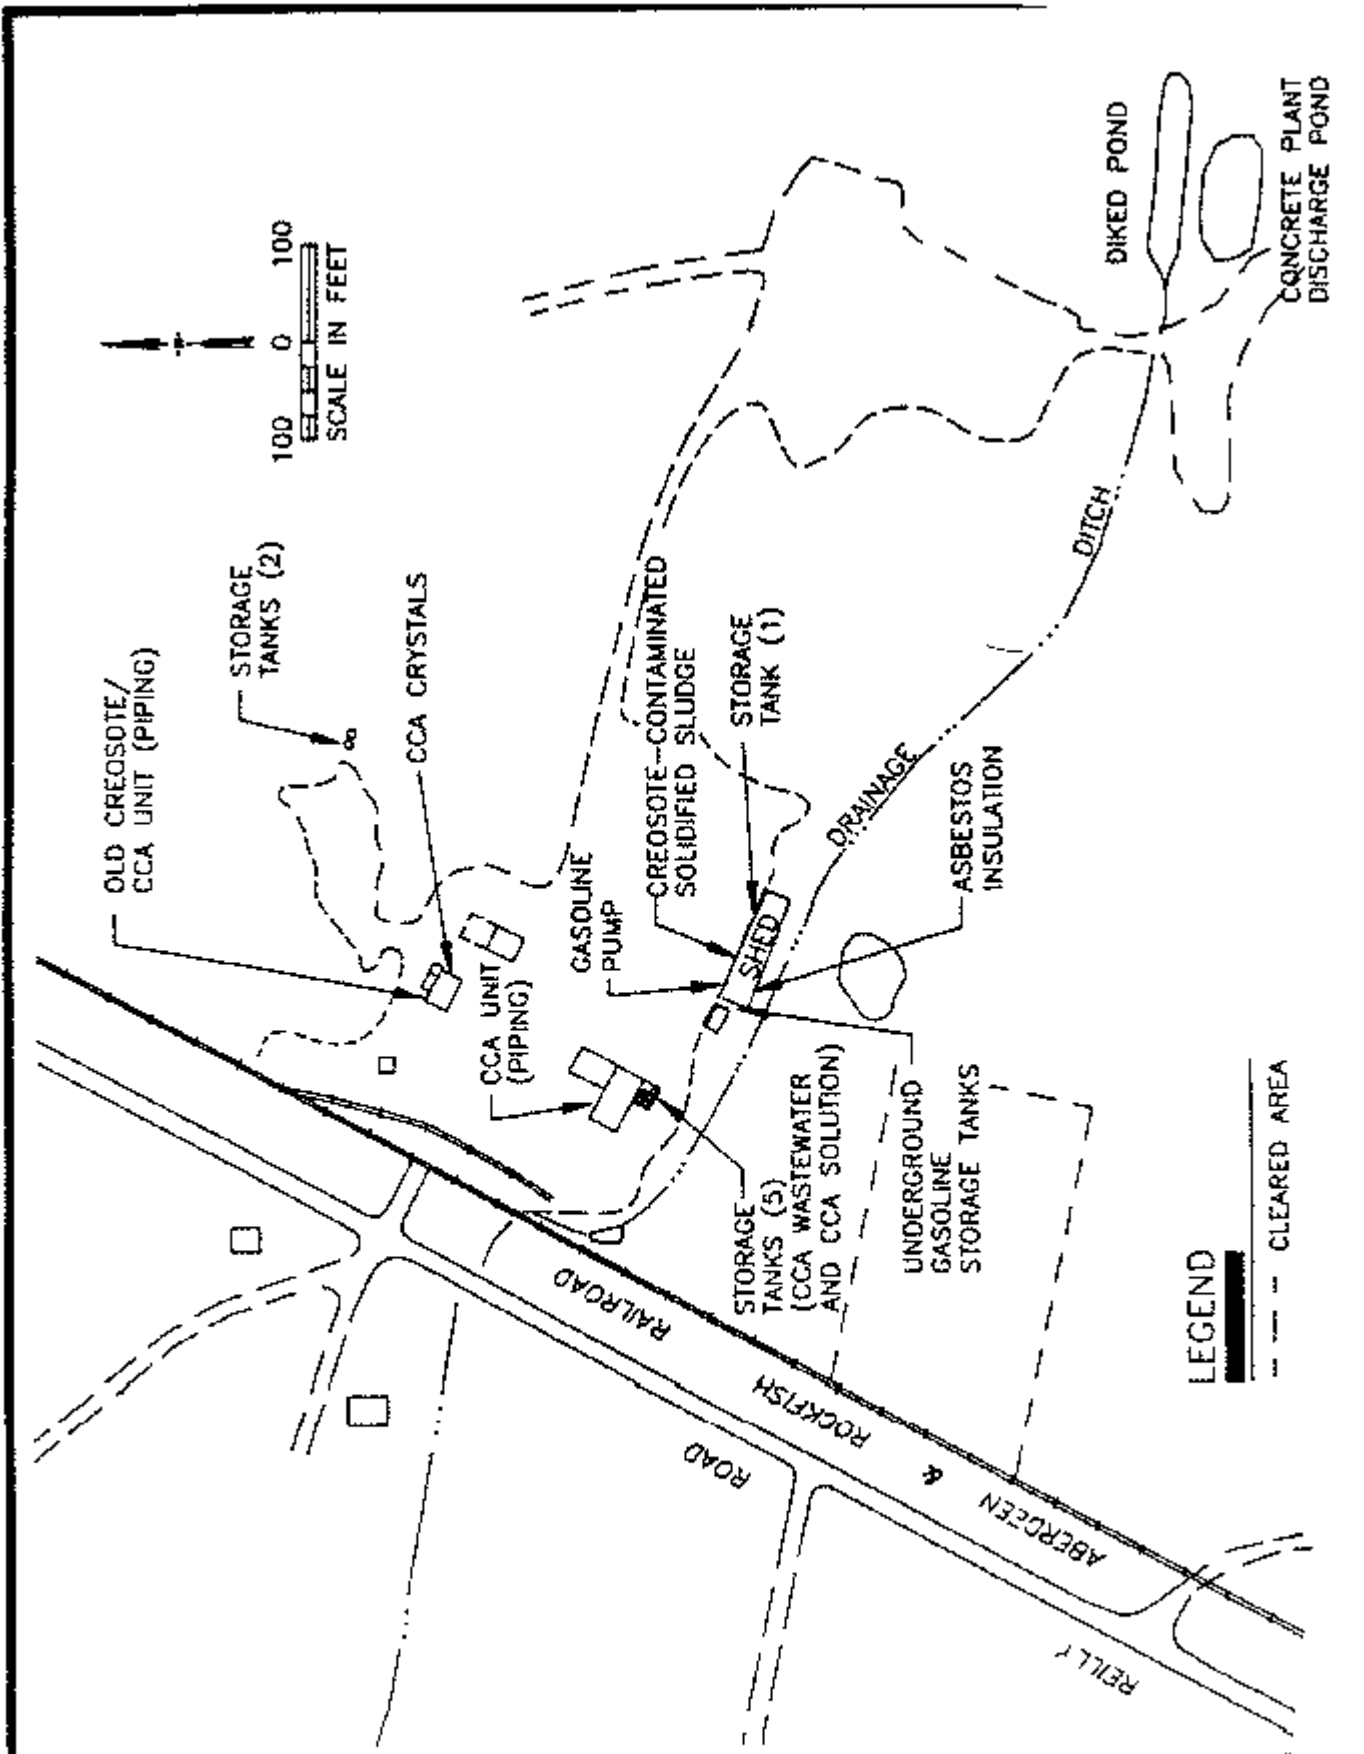 OLD CREOSOTE/
CCA UNIT (PIPING)
STORAGE
TANKS (2)
100 0 100
SCALE IN FEET
CCA CRYSTALS
CCA UNIT
(PIPING)
GASOLINE
PUMP
CREOSOTE-CONTAMINATED
SOLIDIFIED SLUDGE
STORAGE
TANK (1)
SHED
DRAINAGE
DITCH
ASBESTOS
INSULATION
DIKED POND
CONCRETE PLANT
DISCHARGE POND
STORAGE
TANKS (5)
(CCA WASTEWATER
AND CCA SOLUTION)
UNDERGROUND
GASOLINE
STORAGE TANKS
ABERDEEN & ROCKFISH RAILROAD
REILLY ROAD
LEGEND
CLEARED AREA